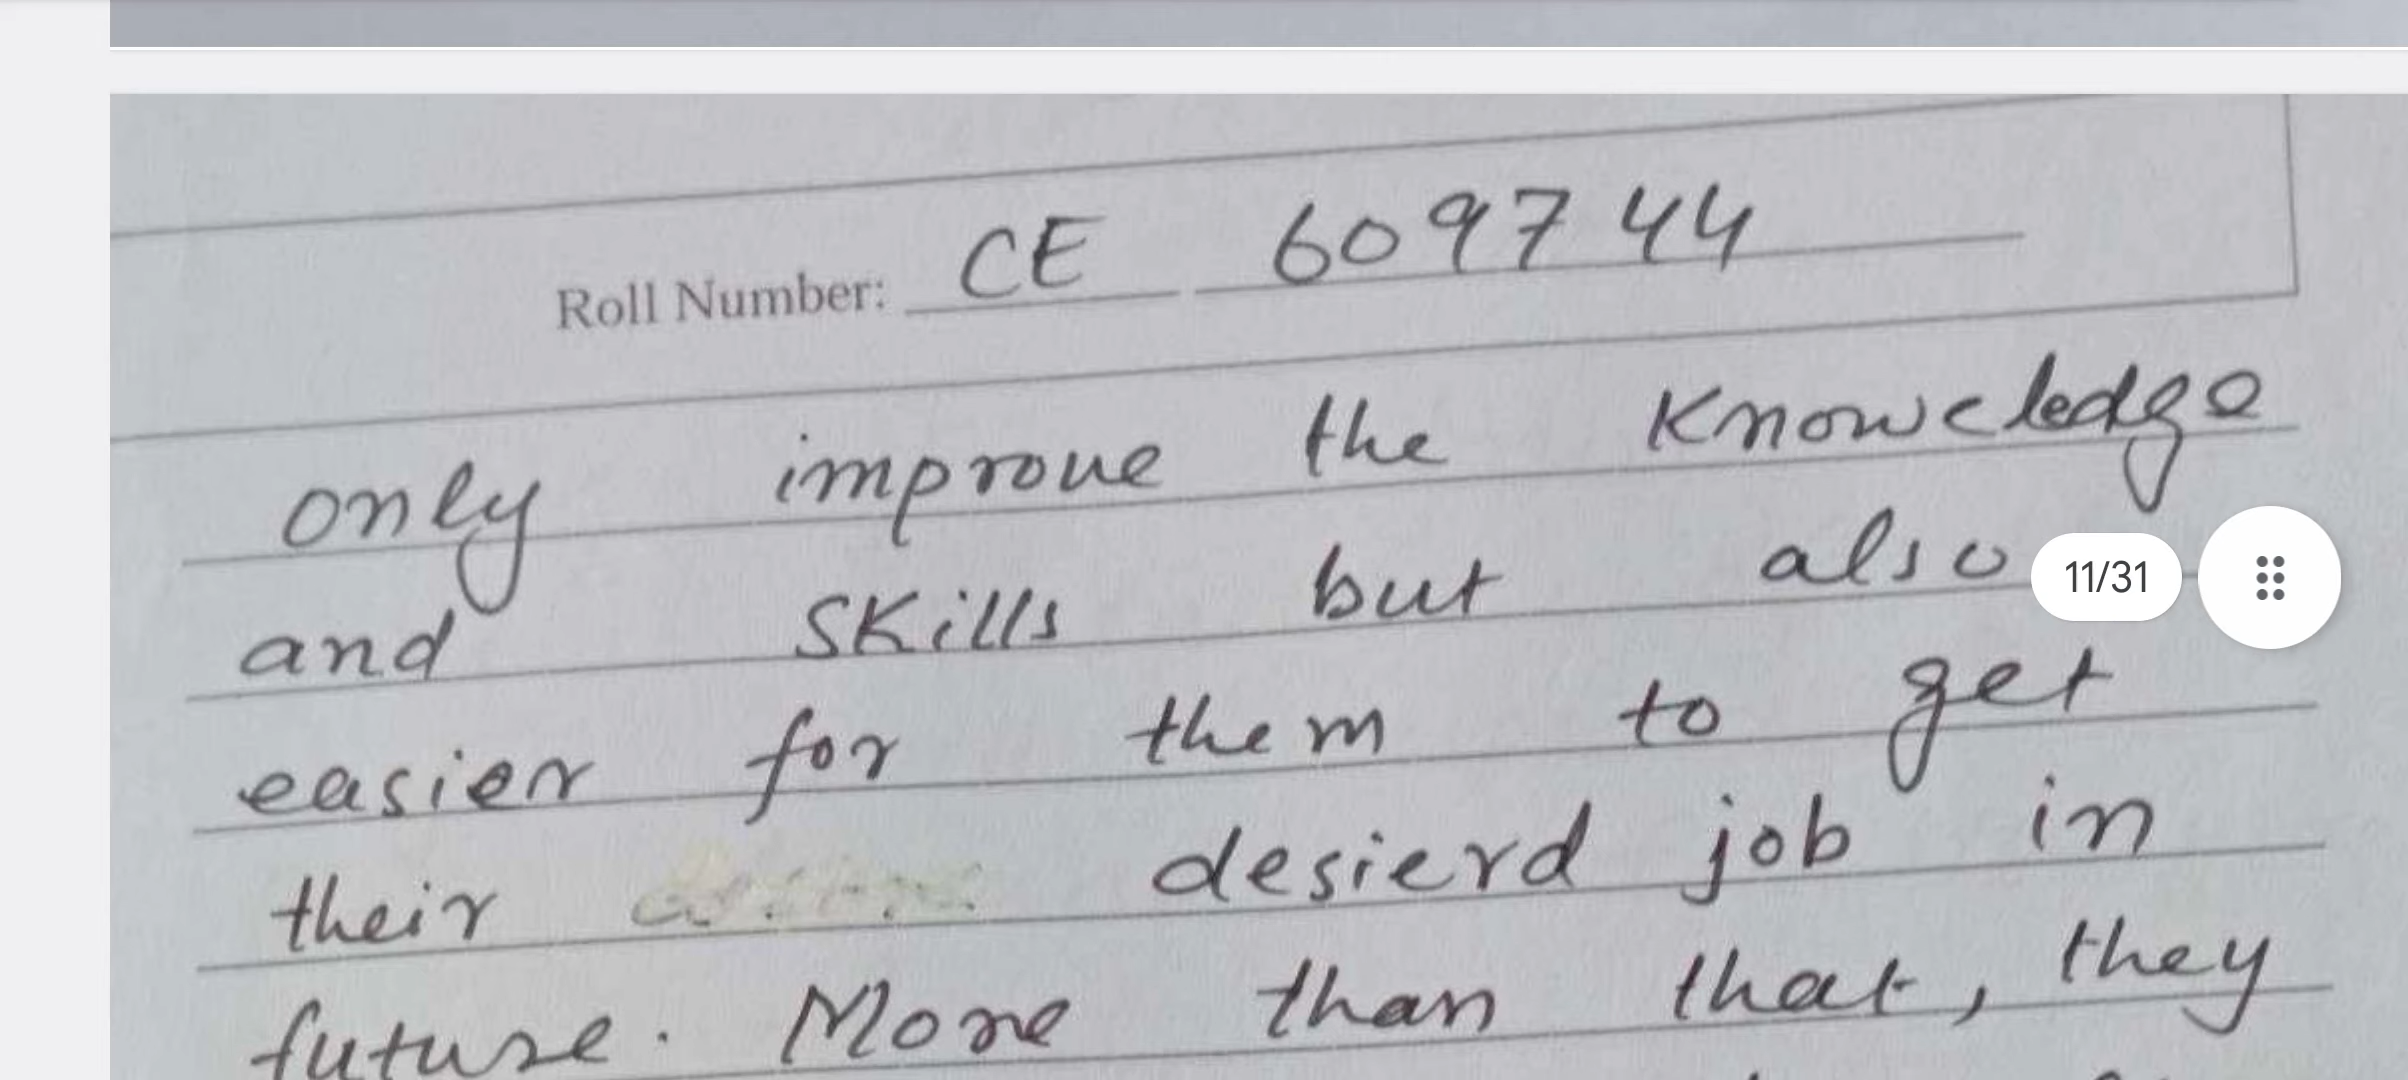 Roll Number: CE 609744
only improve the Knowcledge
and Skills but also
11/31
easier for them to get
their desierd job in
future. More than that, they